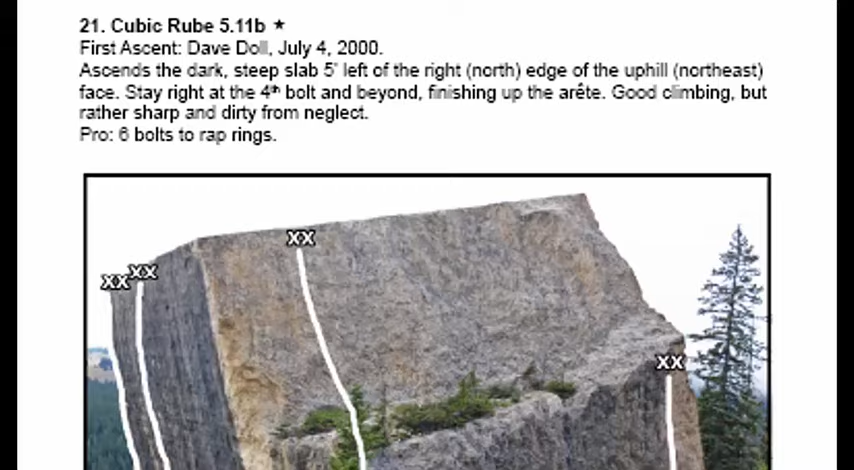 21. Cubic Rube 5.11b ★
First Ascent: Dave Doll, July 4, 2000.
Ascends the dark, steep slab 5' left of the right (north) edge of the uphill (northeast)
face. Stay right at the 4th bolt and beyond, finishing up the arête. Good climbing, but
rather sharp and dirty from neglect.
Pro: 6 bolts to rap rings.
XX
XX XX
XX